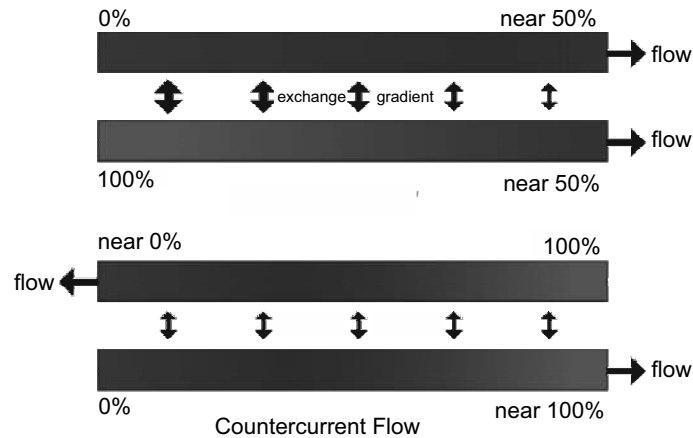 0% near 50%
flow
exchange gradient
flow
100% near 50%
near 0% 100%
flow
flow
0% near 100%
Countercurrent Flow